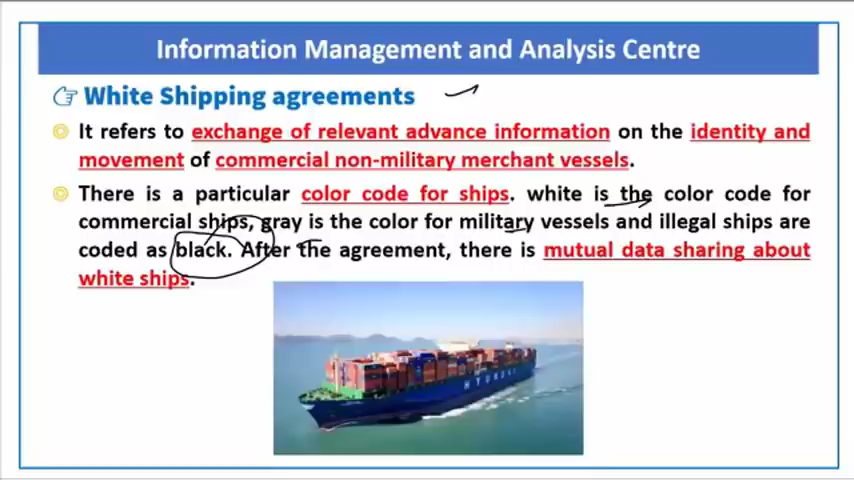 Information Management and Analysis Centre
White Shipping agreements
It refers to exchange of relevant advance information on the identity and
movement of commercial non-military merchant vessels.
There is a particular color code for ships. white is the color code for
commercial ships, gray is the color for military vessels and illegal ships are
coded as black. After the agreement, there is mutual data sharing about
white ships.
HYUNDAI